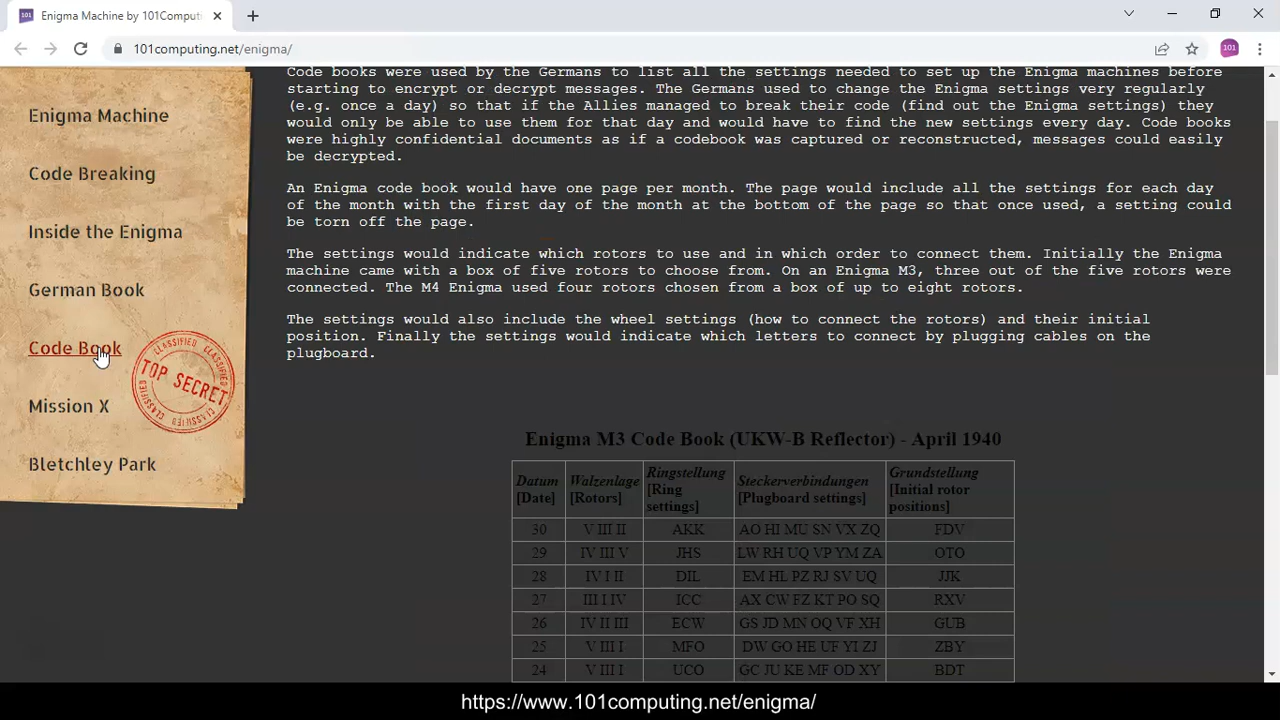 Enigma Machine by 101Comput
101computing.net/enigma/
101
Enigma Machine
Code Breaking
Inside the Enigma
German Book
Code Book
Mission X
Bletchley Park
CLASSIFIED CLASSIFIED
TOP SECRET
CLASSIFIED CLASSIFIED
Code books were used by the Germans to list all the settings needed to set up the Enigma machines before
starting to encrypt or decrypt messages. The Germans used to change the Enigma settings very regularly
(e.g. once a day) so that if the Allies managed to break their code (find out the Enigma settings) they
would only be able to use them for that day and would have to find the new settings every day. Code books
were highly confidential documents as if a codebook was captured or reconstructed, messages could easily
be decrypted.
An Enigma code book would have one page per month. The page would include all the settings for each day
of the month with the first day of the month at the bottom of the page so that once used, a setting could
be torn off the page.
The settings would indicate which rotors to use and in which order to connect them. Initially the Enigma
machine came with a box of five rotors to choose from. On an Enigma M3, three out of the five rotors were
connected. The M4 Enigma used four rotors chosen from a box of up to eight rotors.
The settings would also include the wheel settings (how to connect the rotors) and their initial
position. Finally the settings would indicate which letters to connect by plugging cables on the
plugboard.
Enigma M3 Code Book (UKW-B Reflector) - April 1940
Datum [Date] Walzenlage [Rotors] Ringstellung [Ring settings] Steckerverbindungen [Plugboard settings] Grundstellung [Initial rotor positions]
30 V III II AKK AO HI MU SN VX ZQ FDV
29 IV III V JHS LW RH UQ VP YM ZA OTO
28 IV I II DIL EM HL PZ RJ SV UQ JJK
27 III I IV ICC AX CW FZ KT PO SQ RXV
26 IV II III ECW GS JD MN OQ VF XH GUB
25 V III I MFO DW GO HE UF YI ZJ ZBY
24 V III I UCO GC JU KE MF OD XY BDT
https://www.101computing.net/enigma/